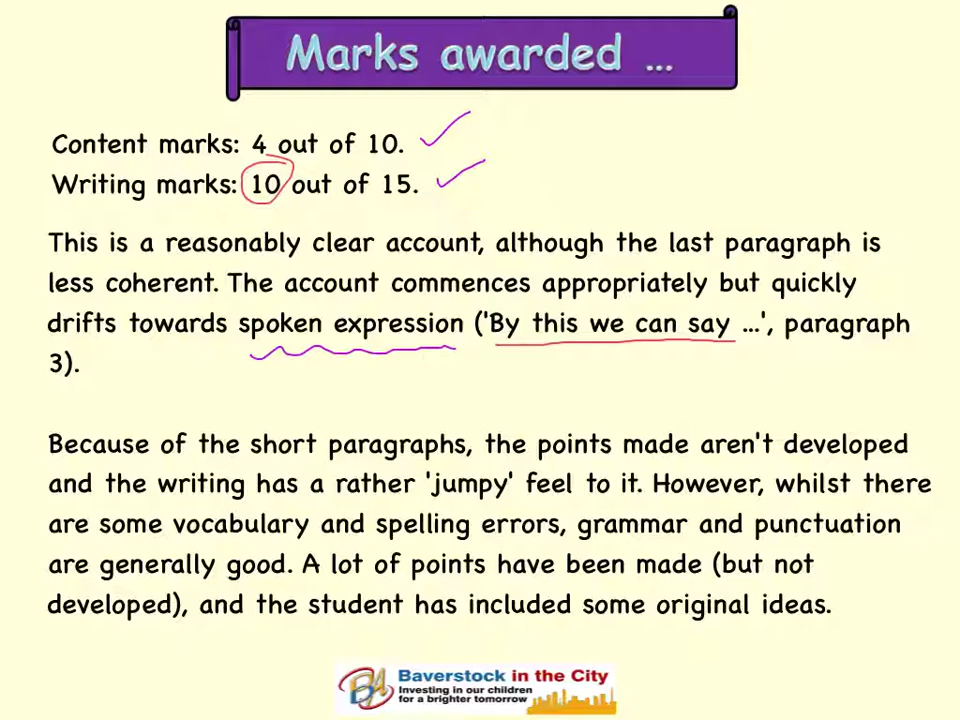 Marks awarded ...
Content marks: 4 out of 10.
Writing marks: 10 out of 15.
This is a reasonably clear account, although the last paragraph is
less coherent. The account commences appropriately but quickly
drifts towards spoken expression ('By this we can say ...', paragraph
3).
Because of the short paragraphs, the points made aren't developed
and the writing has a rather 'jumpy' feel to it. However, whilst there
are some vocabulary and spelling errors, grammar and punctuation
are generally good. A lot of points have been made (but not
developed), and the student has included some original ideas.
Baverstock in the City
Investing in our children
for a brighter tomorrow